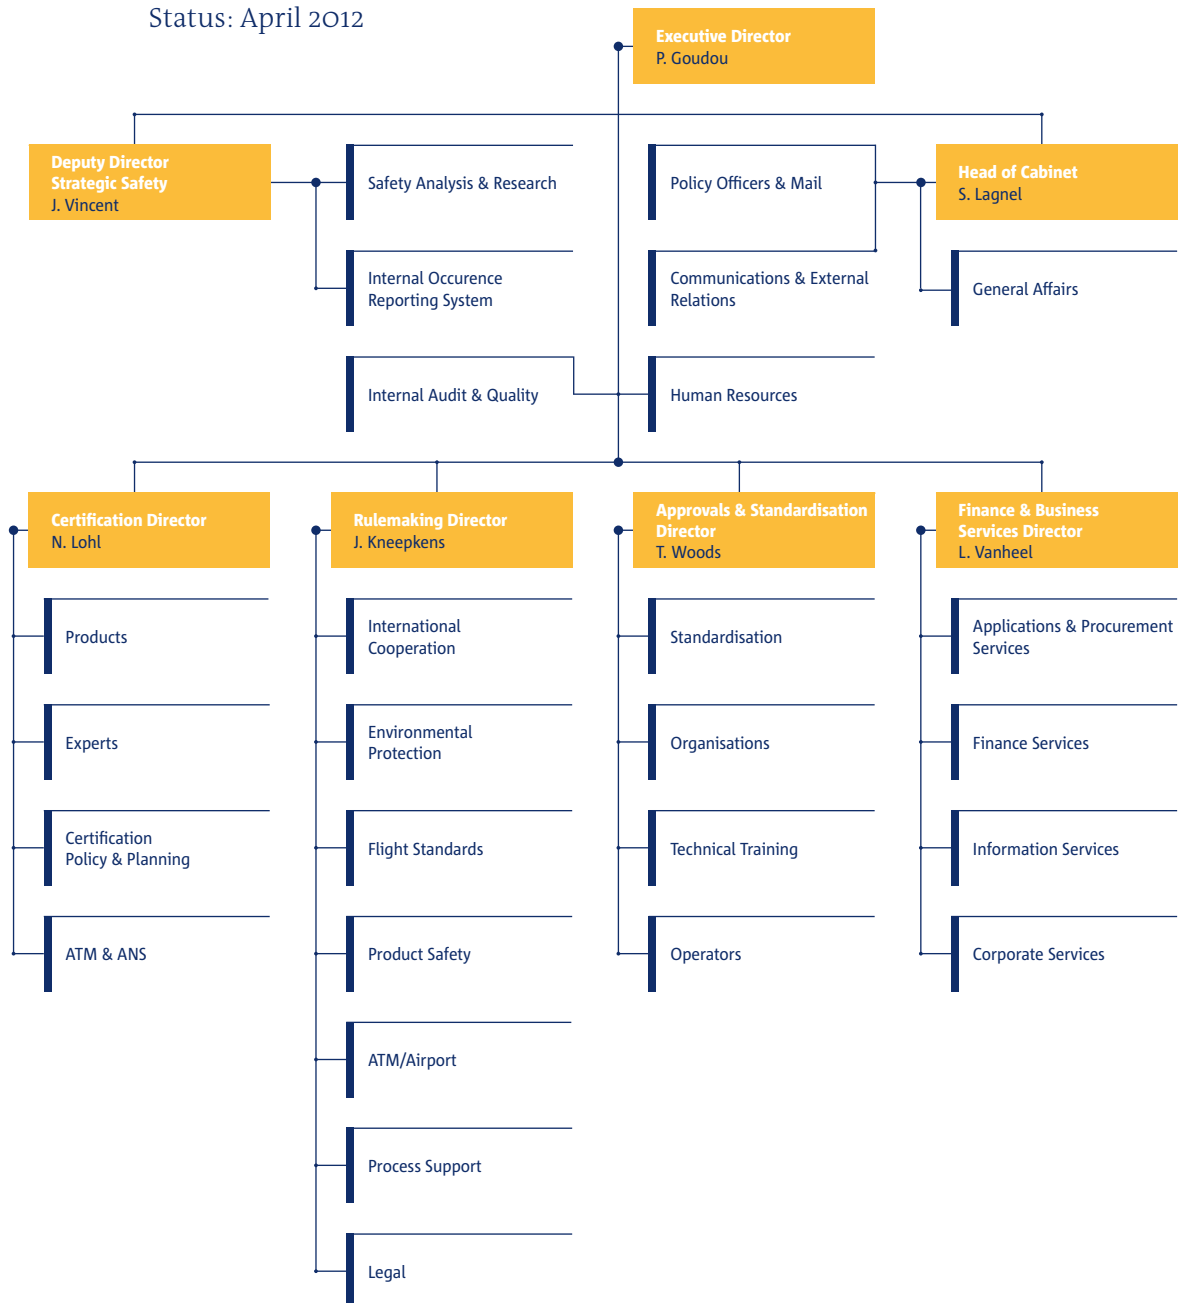 Status: April 2012
Executive Director
P. Goudou
Deputy Director
Strategic Safety
J. Vincent
Safety Analysis & Research
Policy Officers & Mail
Head of Cabinet
S. Lagnel
Internal Occurence
Reporting System
Communications & External
Relations
General Affairs
Internal Audit & Quality
Human Resources
Certification Director
N. Lohl
Rulemaking Director
J. Kneepkens
Approvals & Standardisation
Director
T. Woods
Finance & Business
Services Director
L. Vanheel
Products
International
Cooperation
Standardisation
Applications & Procurement
Services
Experts
Environmental
Protection
Organisations
Finance Services
Certification
Policy & Planning
Flight Standards
Technical Training
Information Services
ATM & ANS
Product Safety
Operators
Corporate Services
ATM/Airport
Process Support
Legal